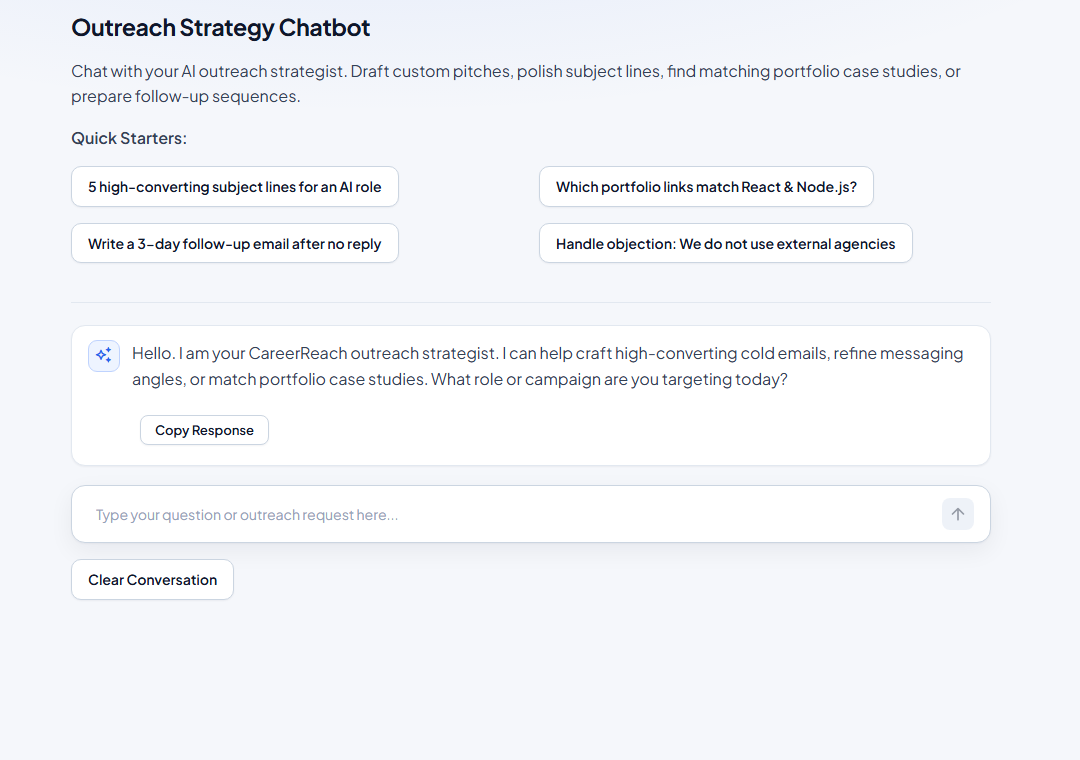 Outreach Strategy Chatbot
Chat with your AI outreach strategist. Draft custom pitches, polish subject lines, find matching portfolio case studies, or
prepare follow-up sequences.
Quick Starters:
5 high-converting subject lines for an AI role
Which portfolio links match React & Node.js?
Write a 3-day follow-up email after no reply
Handle objection: We do not use external agencies
Hello. I am your CareerReach outreach strategist. I can help craft high-converting cold emails, refine messaging
angles, or match portfolio case studies. What role or campaign are you targeting today?
Copy Response
Type your question or outreach request here...
Clear Conversation